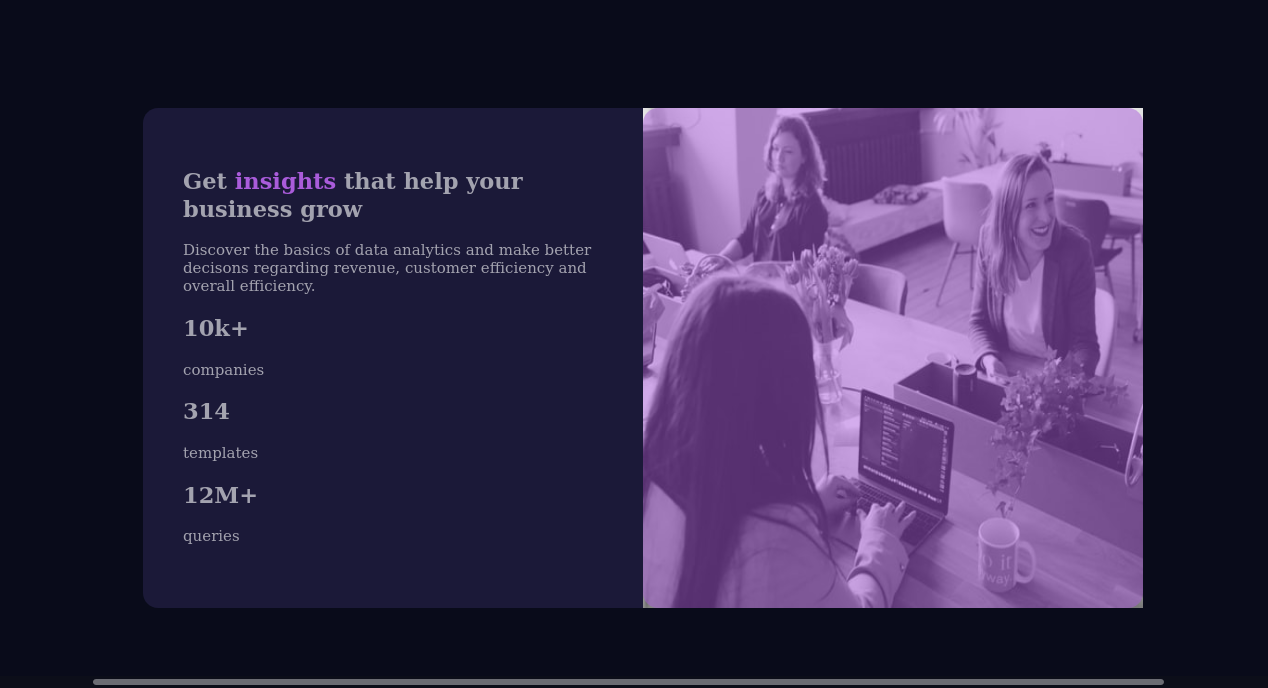 Get insights that help your
business grow
Discover the basics of data analytics and make better
decisons regarding revenue, customer efficiency and
overall efficiency.
10k+
companies
314
templates
12M+
queries